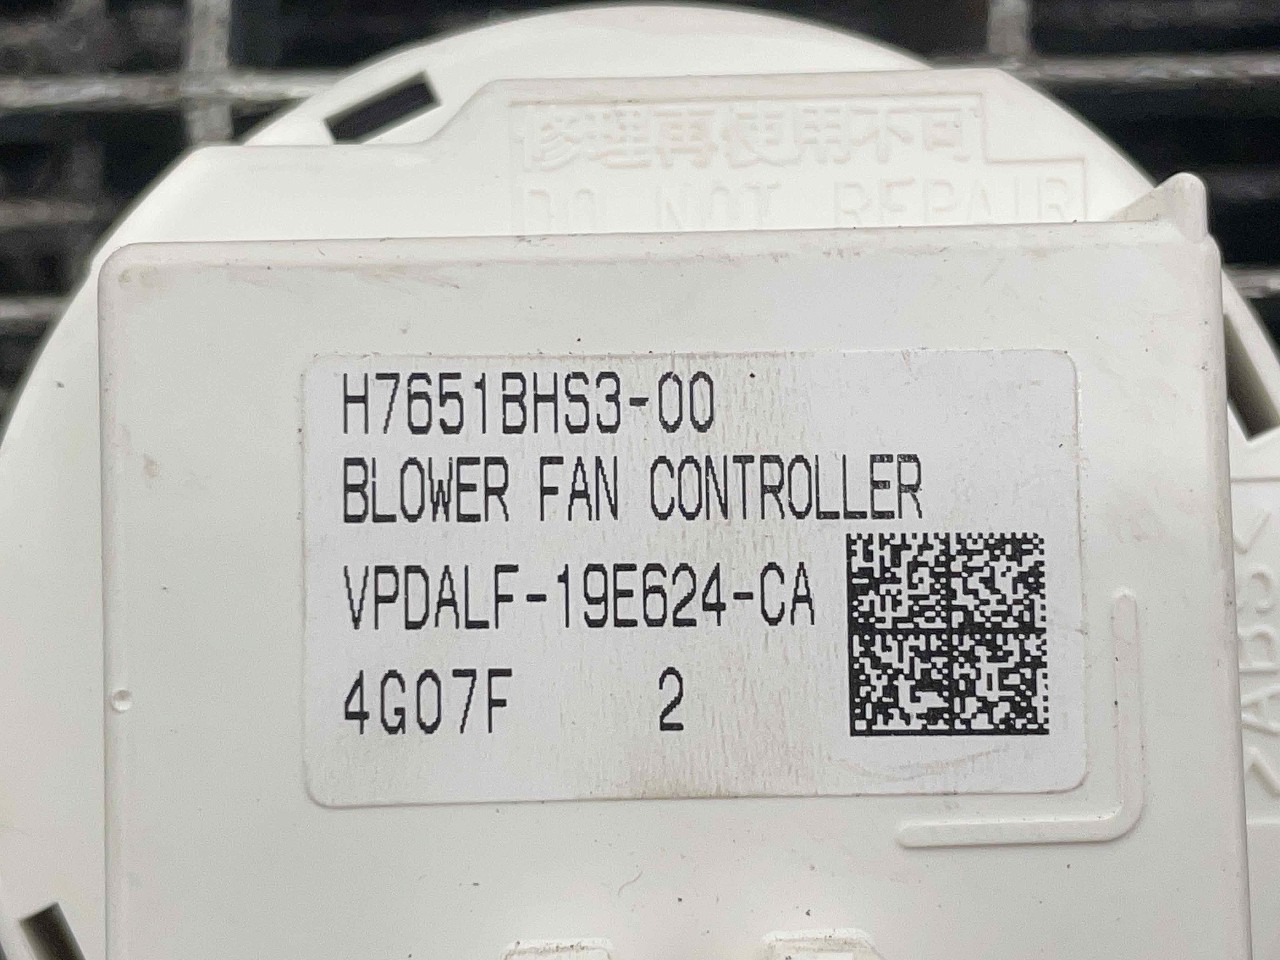 修理再使用不可
DO NOT REPAIR
H7651BHS3-00
BLOWER FAN CONTROLLER
VPDALF-19E624-CA
4G07F 2
>ABS<